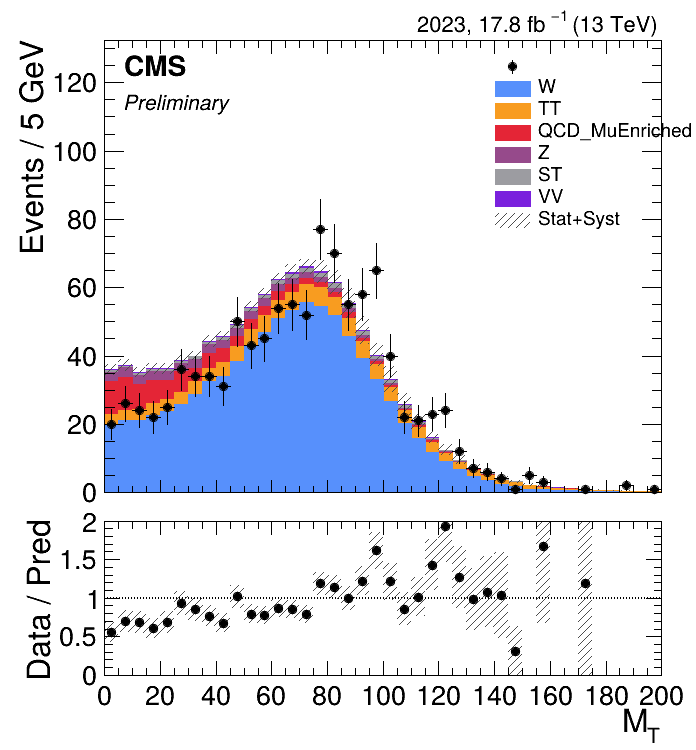 2023, 17.8 fb⁻¹ (13 TeV)
CMS
Preliminary
W
TT
QCD_MuEnriched
Z
ST
VV
Stat+Syst
Events / 5 GeV
120
100
80
60
40
20
0
Data / Pred
2
1.5
1
0.5
0
0 20 40 60 80 100 120 140 160 180 200
M_T